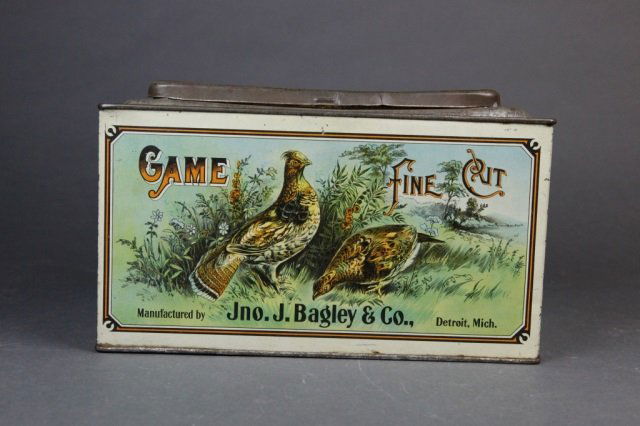 GAME FINE CUT
Manufactured by Jno. J. Bagley & Co., Detroit, Mich.